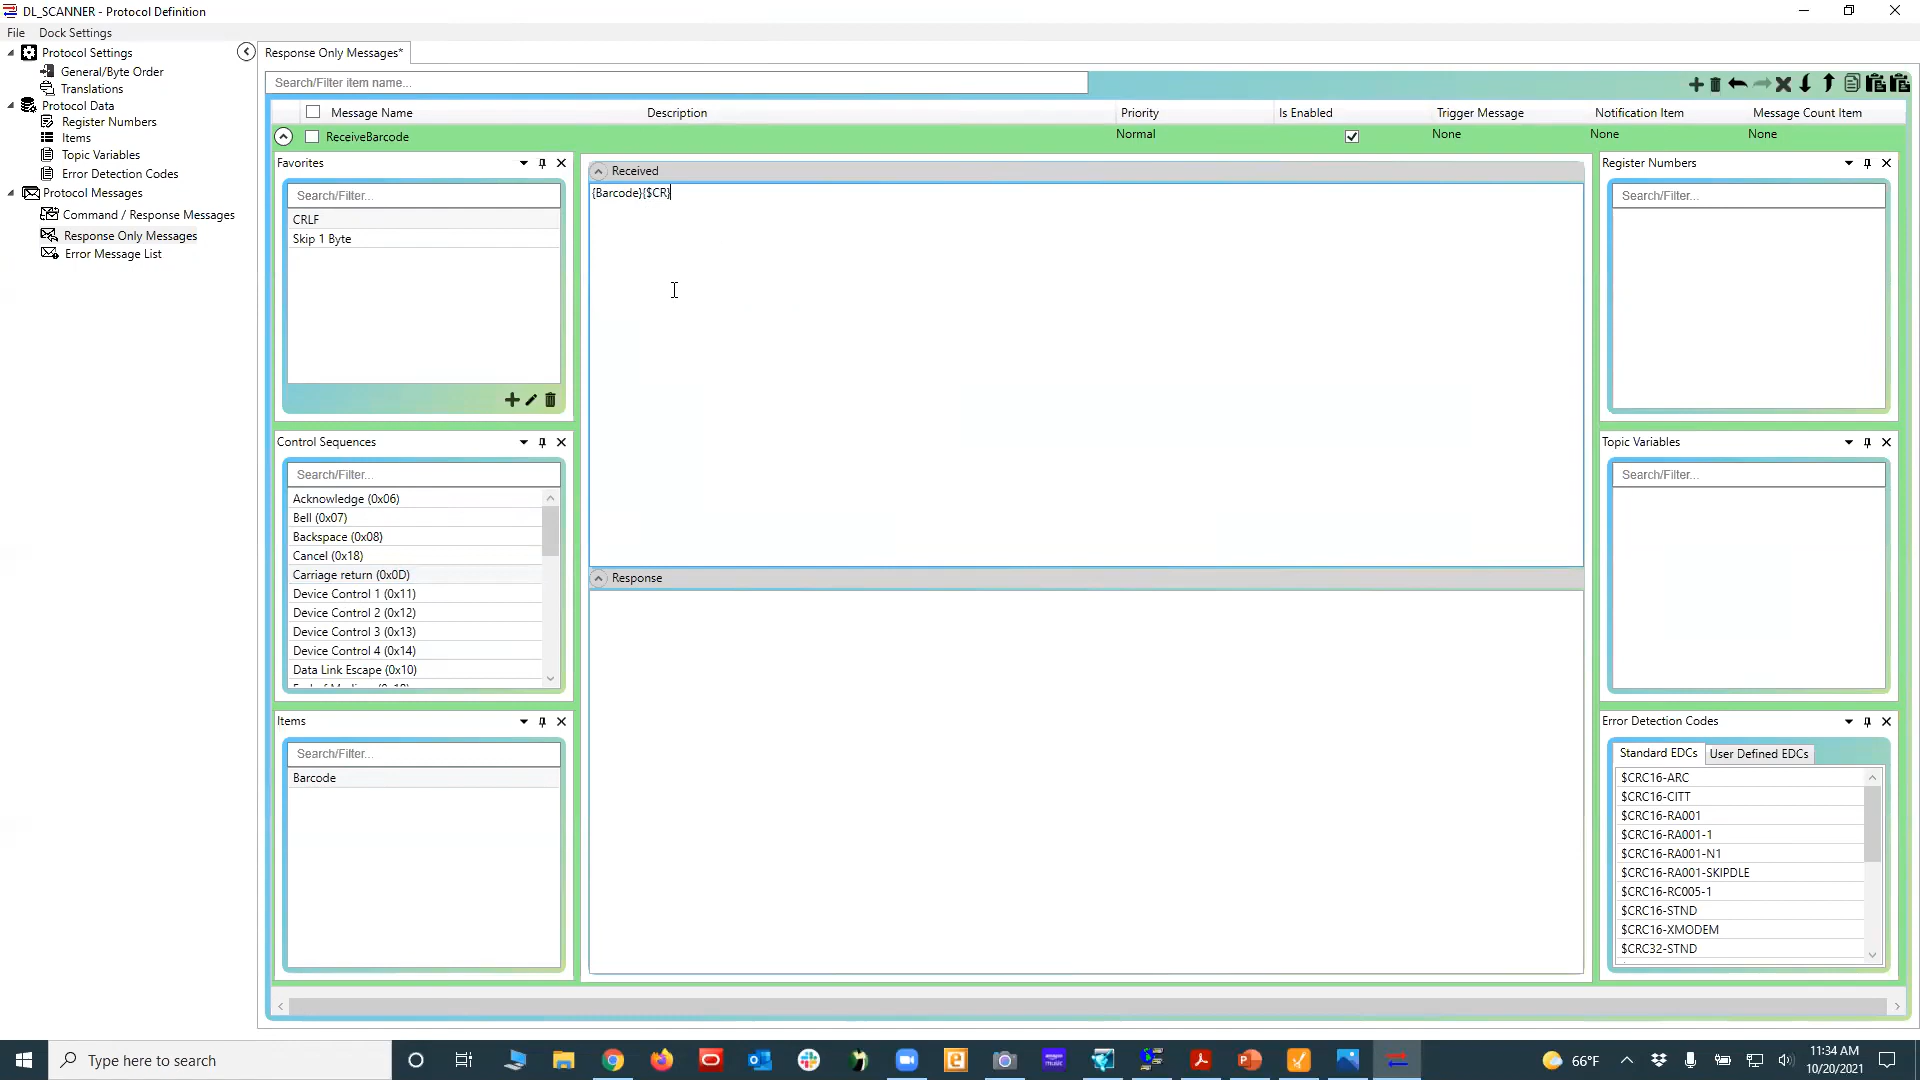 DL_SCANNER - Protocol Definition
File Dock Settings
Protocol Settings
General/Byte Order
Translations
Protocol Data
Register Numbers
Items
Topic Variables
Error Detection Codes
Protocol Messages
Command / Response Messages
Response Only Messages
Error Message List
Response Only Messages*
Search/Filter item name...
Message Name Description Priority Is Enabled Trigger Message Notification Item Message Count Item
ReceiveBarcode Normal None None None
Favorites
Search/Filter...
CRLF
Skip 1 Byte
Control Sequences
Search/Filter...
Acknowledge (0x06)
Bell (0x07)
Backspace (0x08)
Cancel (0x18)
Carriage return (0x0D)
Device Control 1 (0x11)
Device Control 2 (0x12)
Device Control 3 (0x13)
Device Control 4 (0x14)
Data Link Escape (0x10)
Items
Search/Filter...
Barcode
Received
{Barcode}{$CR}
Response
Register Numbers
Search/Filter...
Topic Variables
Search/Filter...
Error Detection Codes
Standard EDCs User Defined EDCs
$CRC16-ARC
$CRC16-CITT
$CRC16-RA001
$CRC16-RA001-1
$CRC16-RA001-N1
$CRC16-RA001-SKIPDLE
$CRC16-RC005-1
$CRC16-STND
$CRC16-XMODEM
$CRC32-STND
Type here to search
66°F
11:34 AM
10/20/2021